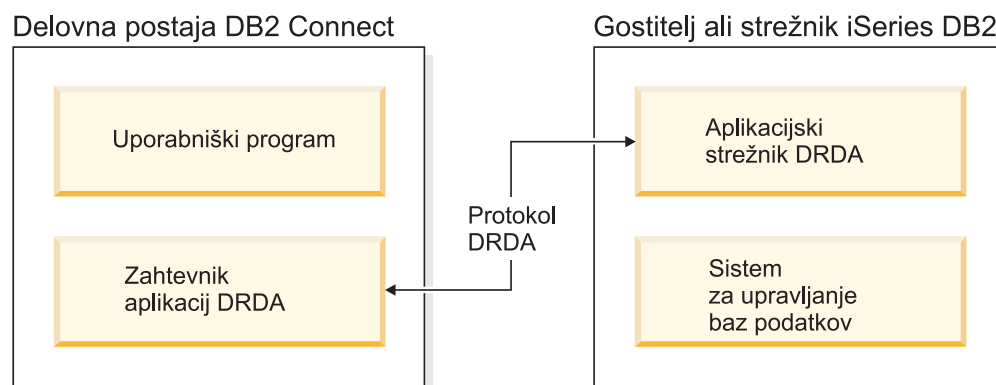 Delovna postaja DB2 Connect
Uporabniški program
Zahtevnik
aplikacij DRDA
Protokol
DRDA
Gostitelj ali strežnik iSeries DB2
Aplikacijski
strežnik DRDA
Sistem
za upravljanje
baz podatkov